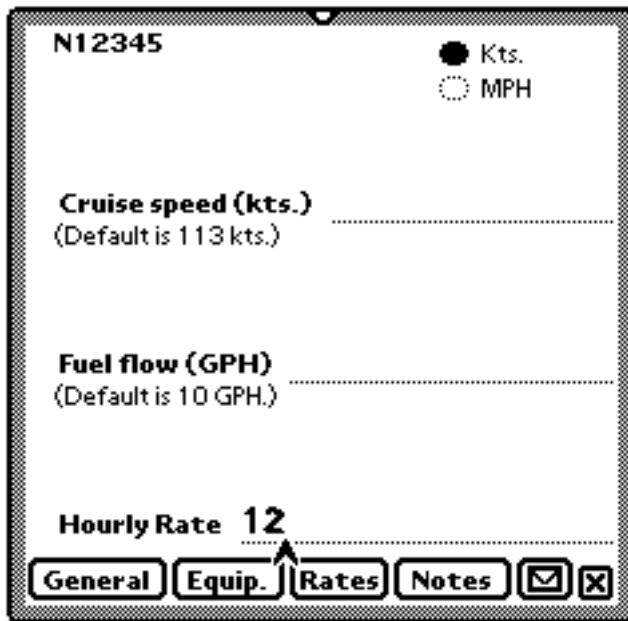 N12345
Kts.
MPH
Cruise speed (kts.)
(Default is 113 kts.)
Fuel flow (GPH)
(Default is 10 GPH.)
Hourly Rate 12
General Equip. Rates Notes